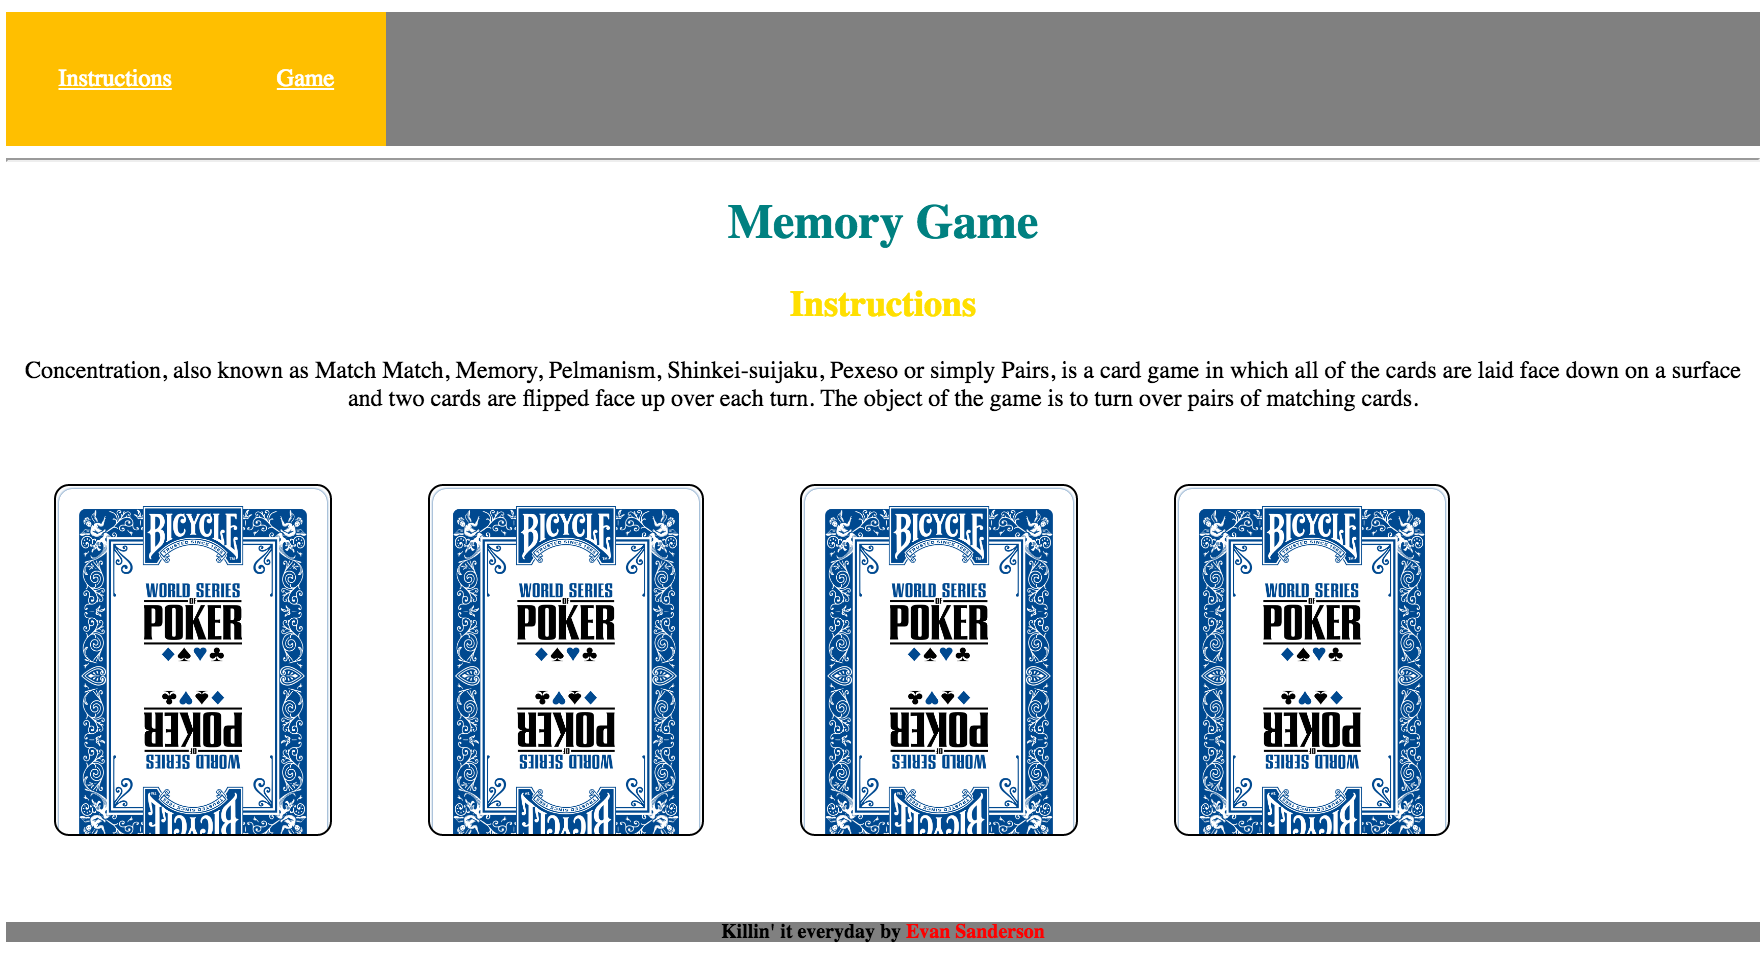 Instructions Game
Memory Game
Instructions
Concentration, also known as Match Match, Memory, Pelmanism, Shinkei-suijaku, Pexeso or simply Pairs, is a card game in which all of the cards are laid face down on a surface
and two cards are flipped face up over each turn. The object of the game is to turn over pairs of matching cards.
BICYCLE
WORLD SERIES
OF
POKER
POKER
OF
WORLD SERIES
BICYCLE
BICYCLE
WORLD SERIES
OF
POKER
POKER
OF
WORLD SERIES
BICYCLE
BICYCLE
WORLD SERIES
OF
POKER
POKER
OF
WORLD SERIES
BICYCLE
BICYCLE
WORLD SERIES
OF
POKER
POKER
OF
WORLD SERIES
BICYCLE
Killin' it everyday by Evan Sanderson